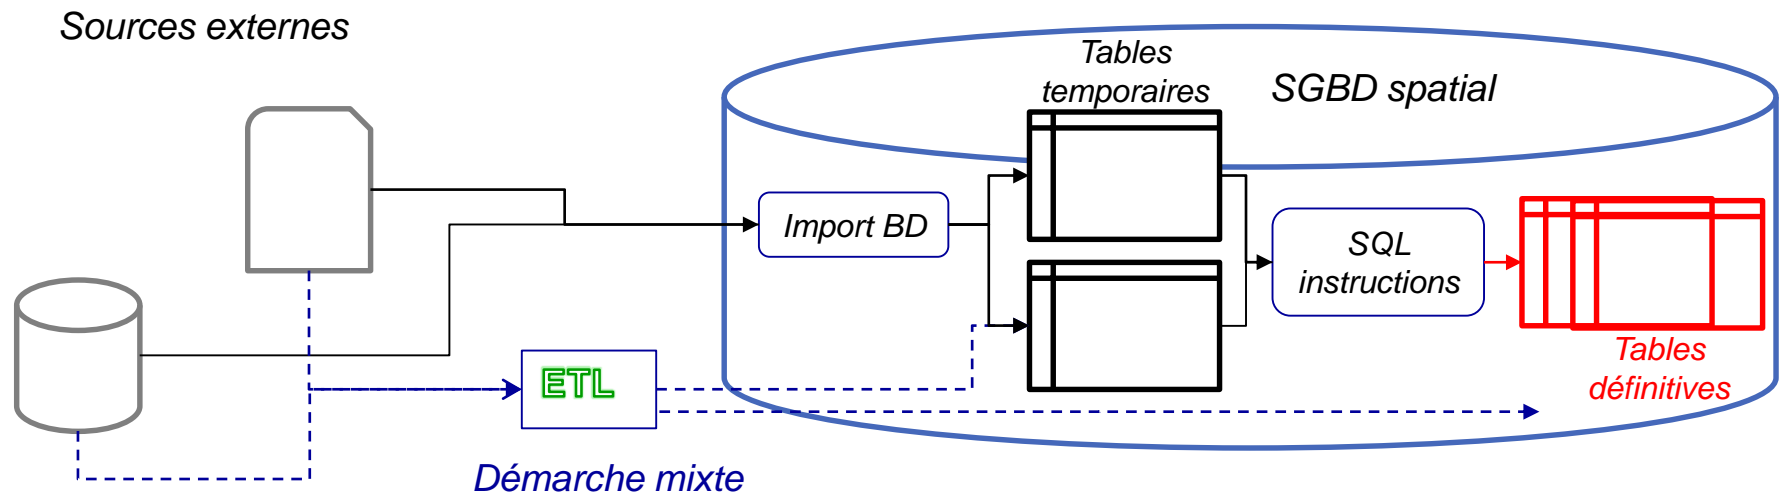 Sources externes
Tables
temporaires
SGBD spatial
Import BD
SQL
instructions
Tables
définitives
ETL
Démarche mixte